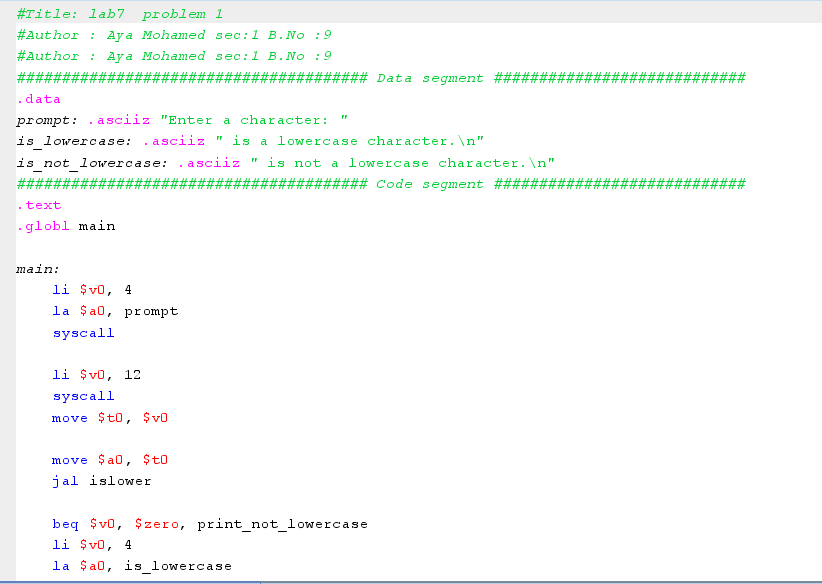 #Title: lab7  problem 1
#Author : Aya Mohamed sec:1 B.No :9
#Author : Aya Mohamed sec:1 B.No :9
####################################### Data segment ############################
.data
prompt: .asciiz "Enter a character: "
is_lowercase: .asciiz " is a lowercase character.\n"
is_not_lowercase: .asciiz " is not a lowercase character.\n"
####################################### Code segment ############################
.text
.globl main

main:
    li $v0, 4
    la $a0, prompt
    syscall

    li $v0, 12
    syscall
    move $t0, $v0

    move $a0, $t0
    jal islower

    beq $v0, $zero, print_not_lowercase
    li $v0, 4
    la $a0, is_lowercase